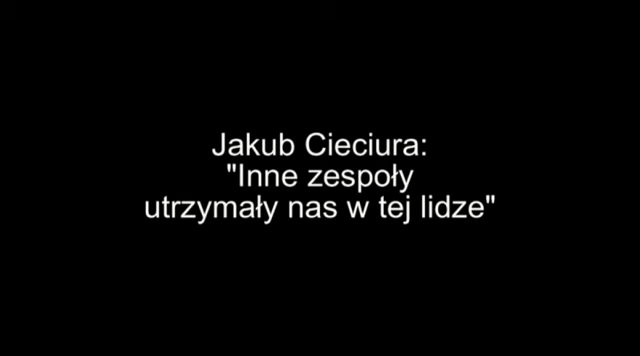 Jakub Cieciura:
"Inne zespoły
utrzymały nas w tej lidze"